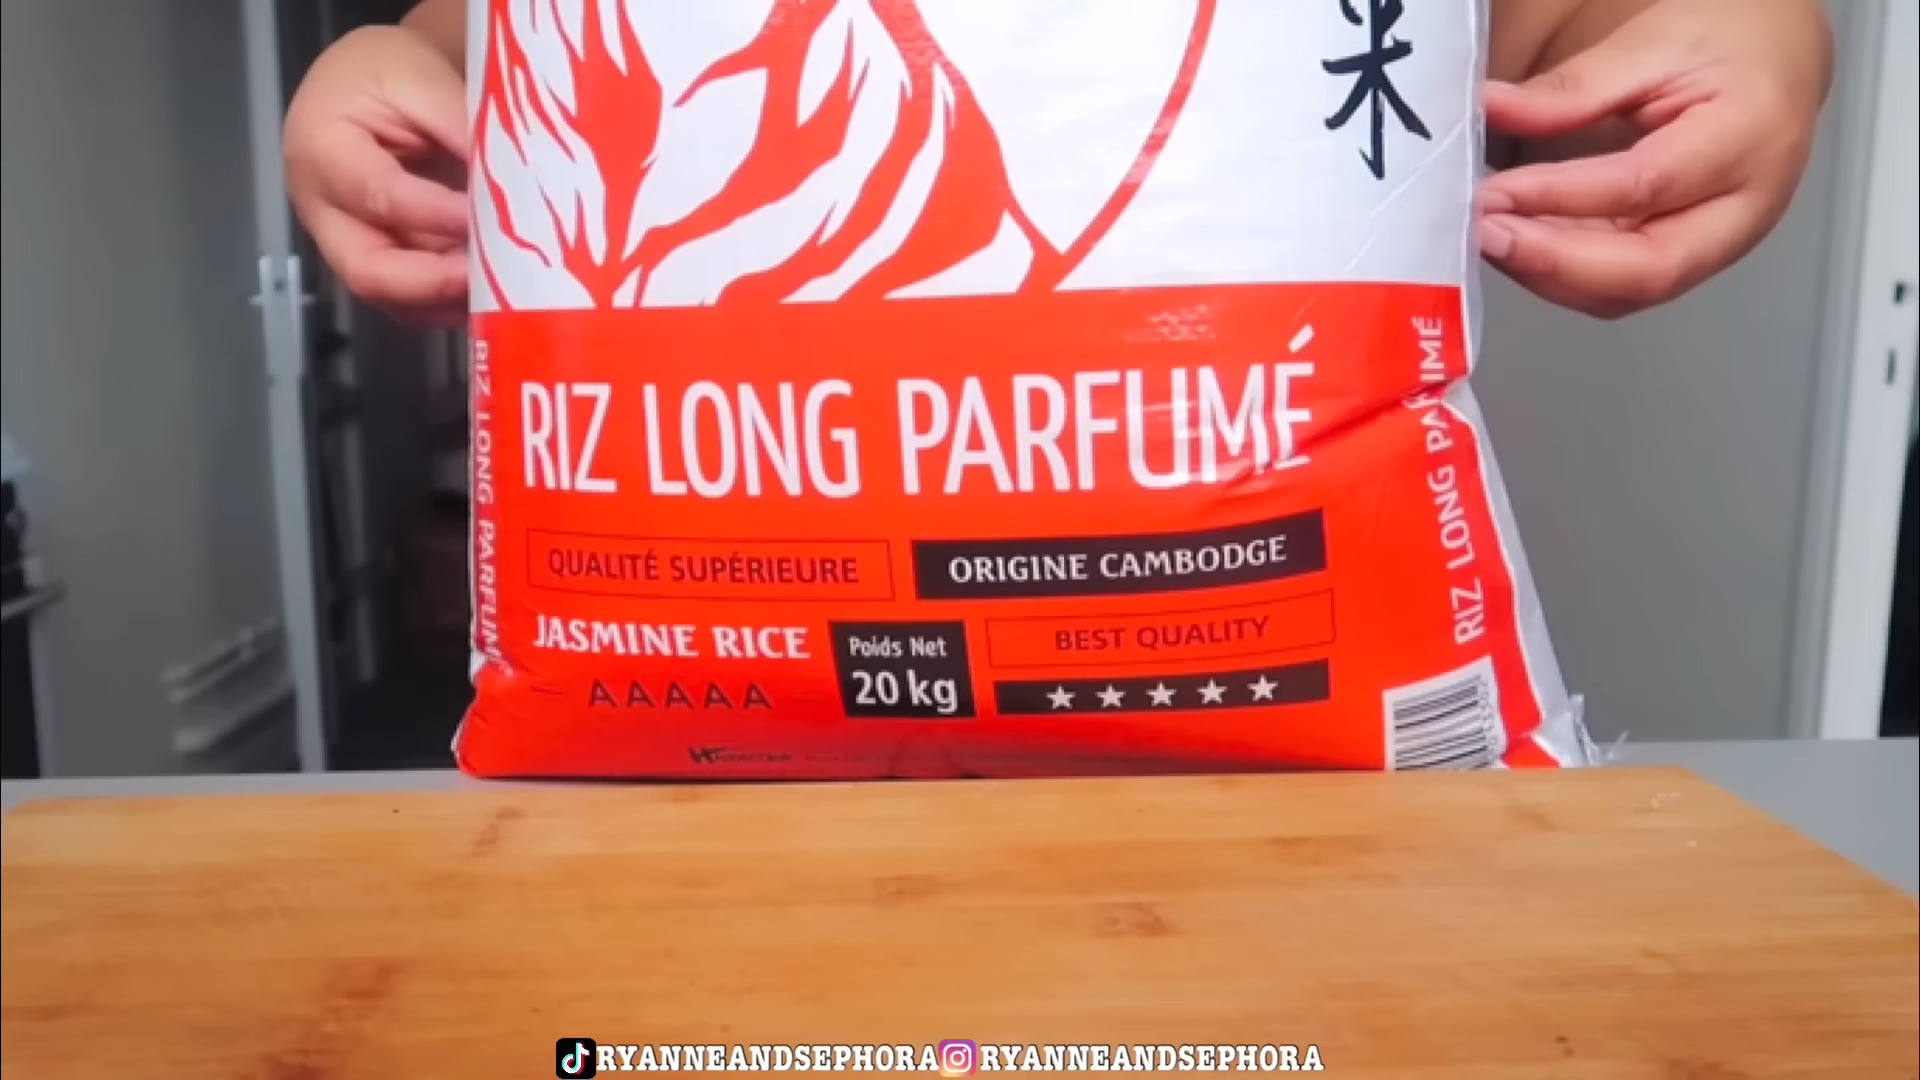 米
RIZ LONG PARFUMÉ
QUALITÉ SUPÉRIEURE
ORIGINE CAMBODGE
JASMINE RICE
AAAAA
Poids Net
20 kg
BEST QUALITY
★★★★★
RIZ LONG PARFUMÉ
RIZ LONG PARFUMÉ
RYANNEANDSEPHORA RYANNEANDSEPHORA